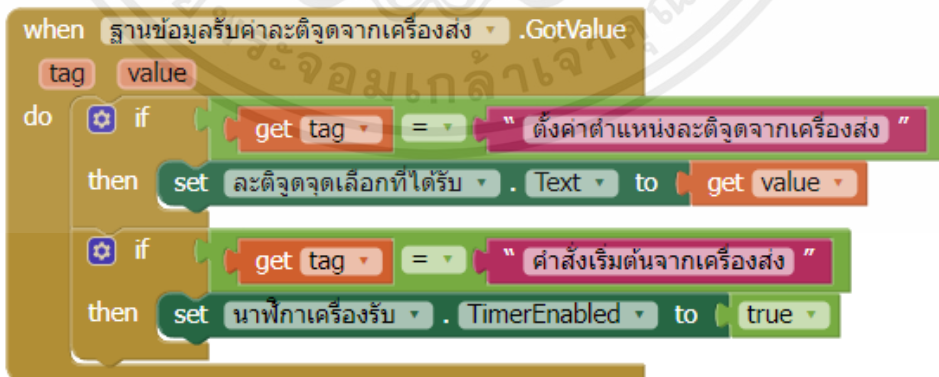 when ฐานข้อมูลรับค่าละติจูดจากเครื่องส่ง .GotValue
tag value
do if get tag = " ตั้งค่าตำแหน่งละติจูดจากเครื่องส่ง "
then set ละติจูดจุดเลือกที่ได้รับ . Text to get value
if get tag = " คำสั่งเริ่มต้นจากเครื่องส่ง "
then set นาฬิกาเครื่องรับ . TimerEnabled to true